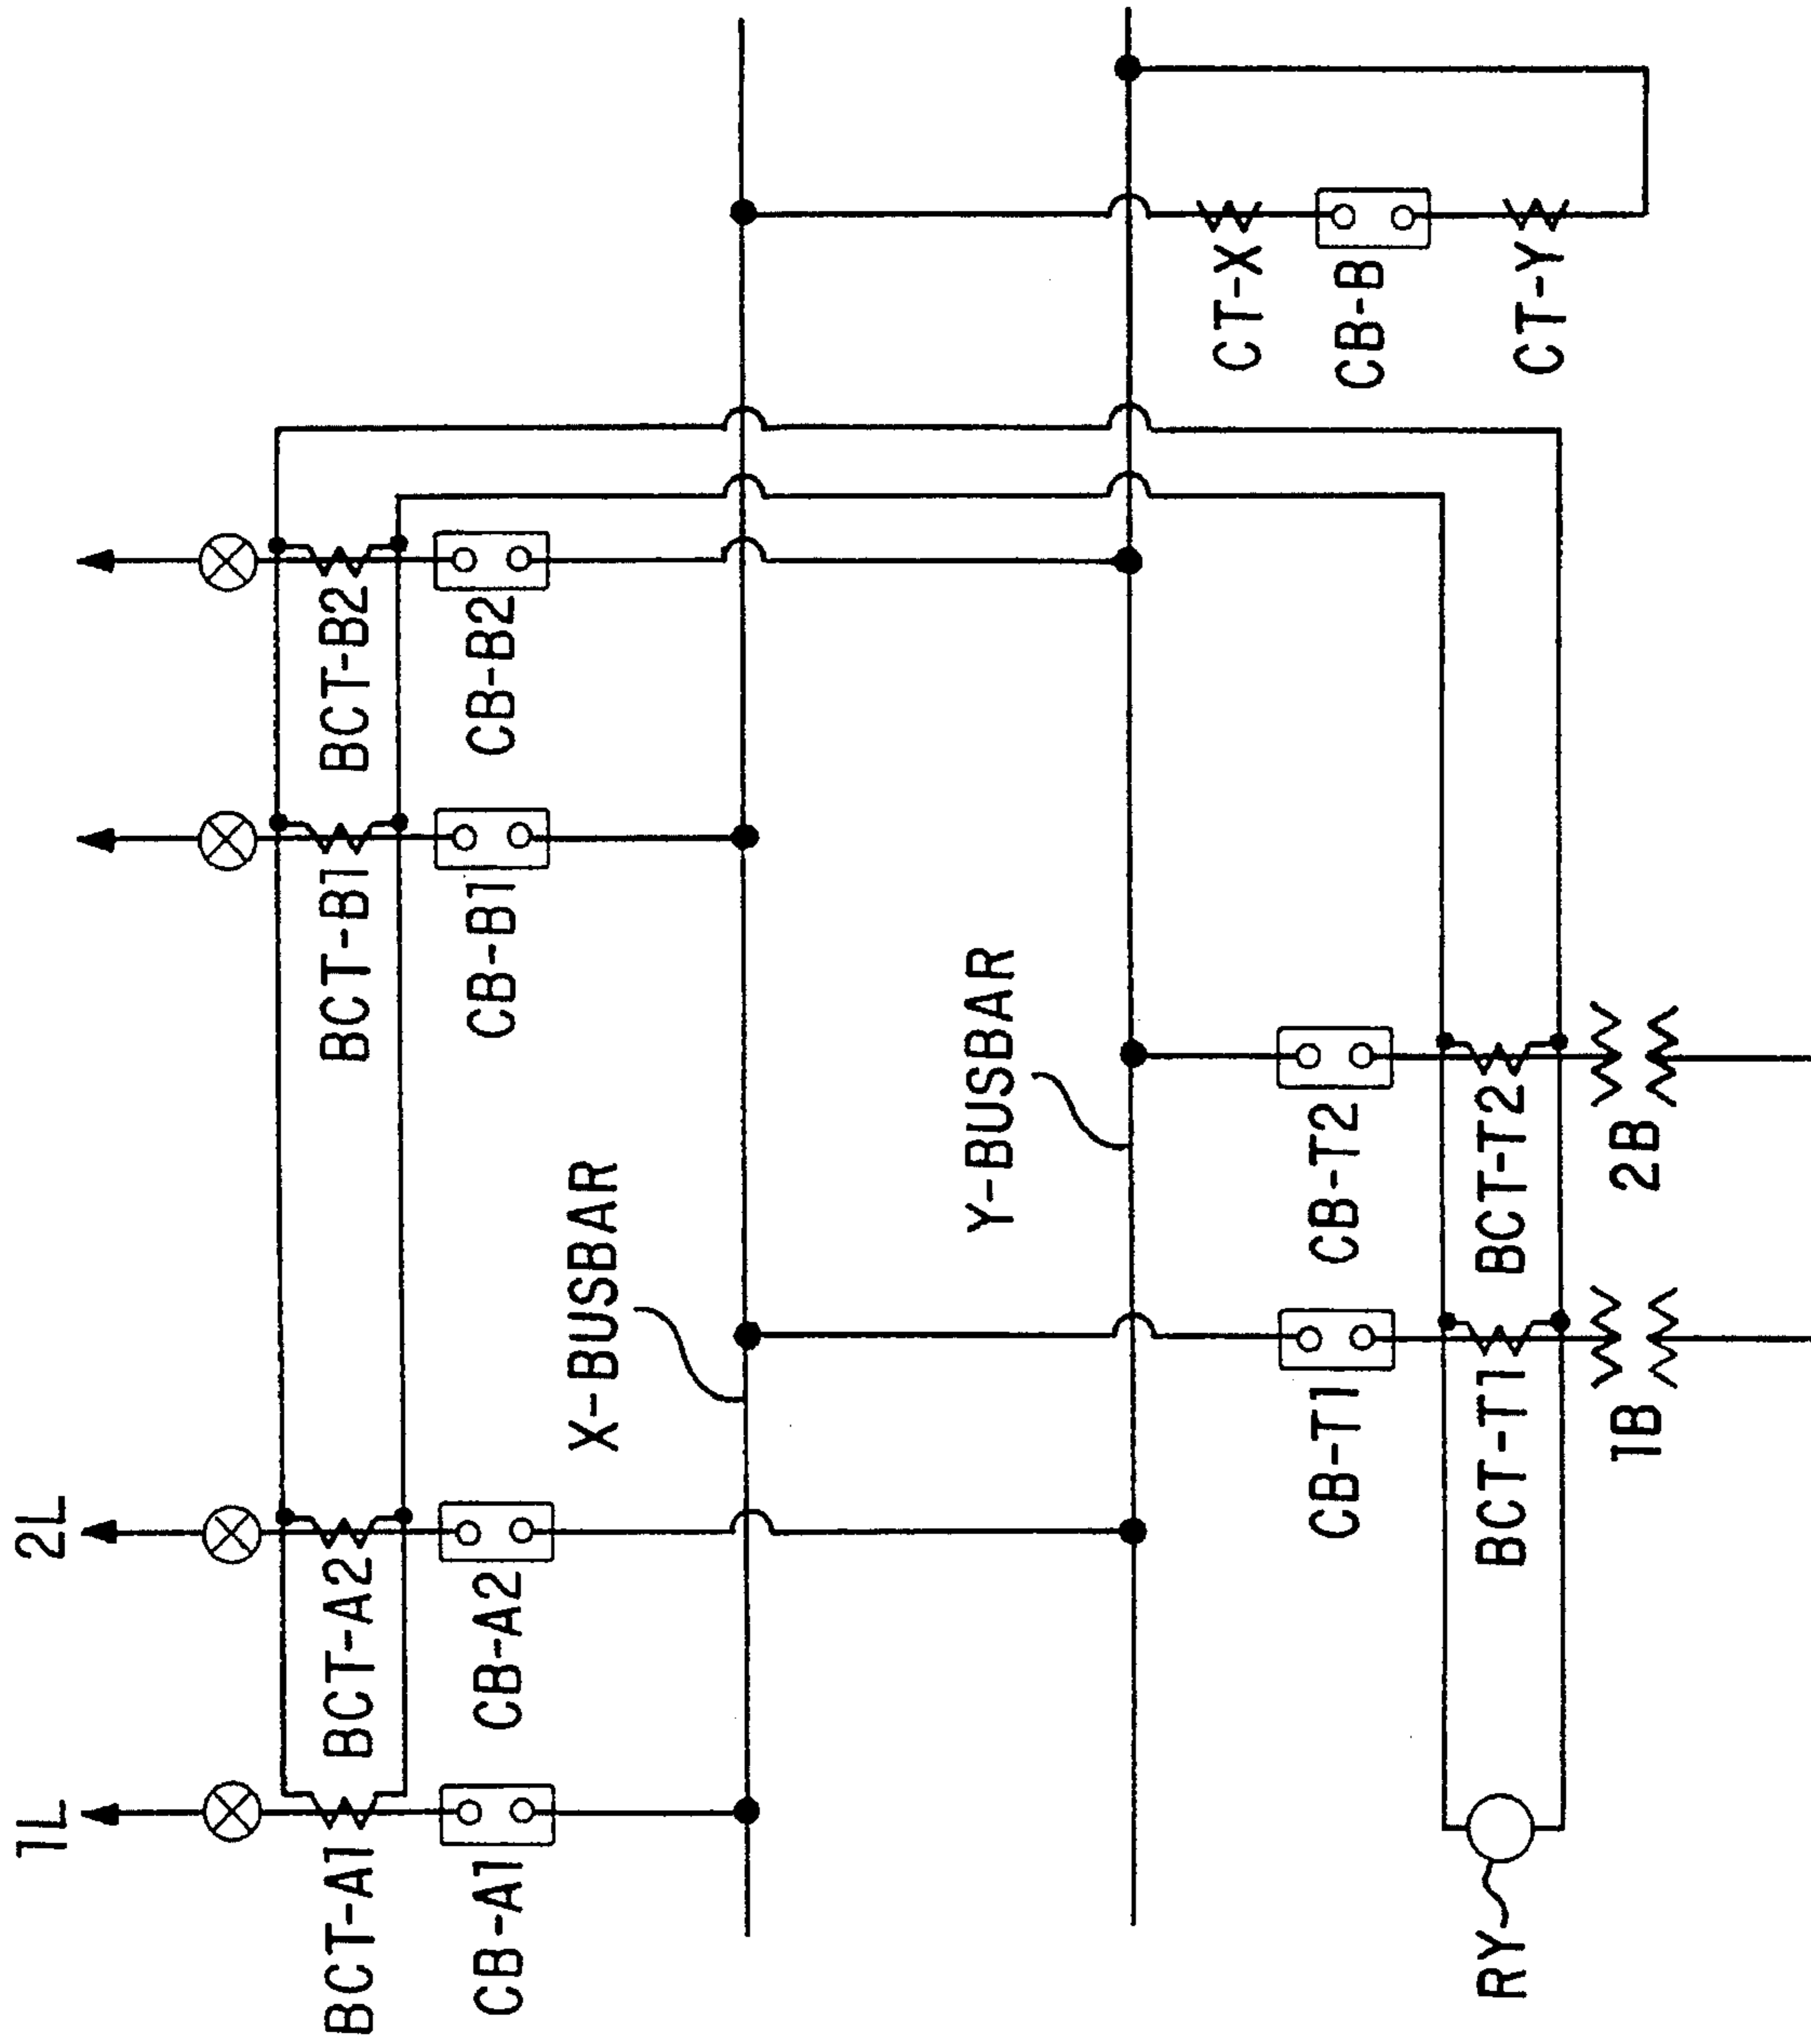 1L
2L
BCT-A1
BCT-A2
BCT-B1
BCT-B2
CB-A1
CB-A2
CB-B1
CB-B2
X-BUSBAR
Y-BUSBAR
CT-X
CB-B
CT-Y
CB-T1
CB-T2
RY
BCT-T1
BCT-T2
1B
2B